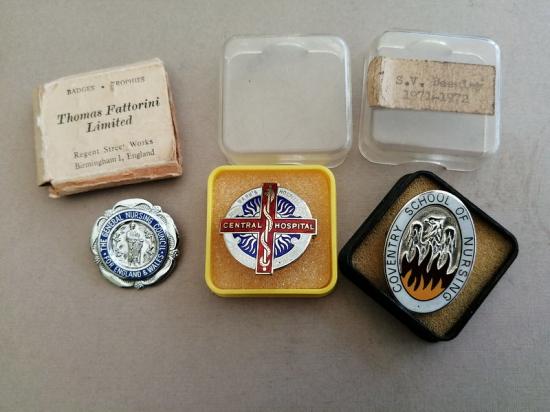 BADGES • TROPHIES
Thomas Fattorini
Limited
Regent Street Works
Birmingham 1, England
S.V.
1971-1972
THE GENERAL NURSING COUNCIL
FOR ENGLAND & WALES
CENTRAL HOSPITAL
COVENTRY SCHOOL OF NURSING